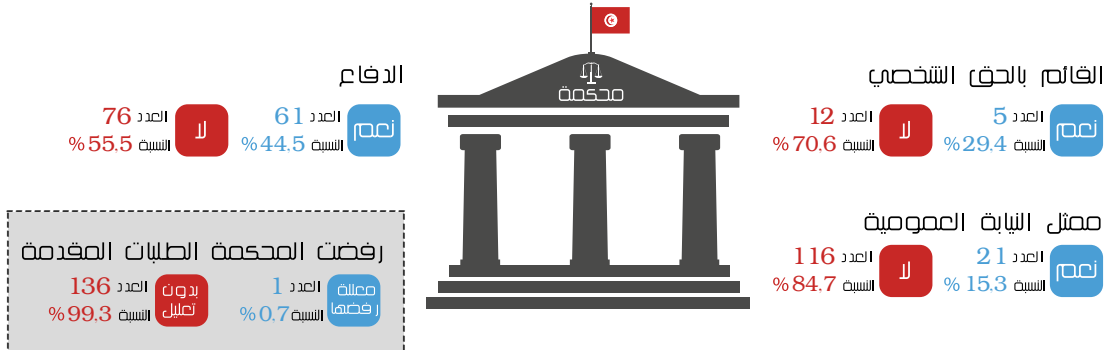 محكمة
القائم بالحق الشخصي
نعم
العدد 5
النسبة 29.4%
لا
العدد 12
النسبة 70.6%
ممثل النيابة العمومية
نعم
العدد 21
النسبة 15.3%
لا
العدد 116
النسبة 84.7%
الدفاع
نعم
العدد 61
النسبة 44.5%
لا
العدد 76
النسبة 55.5%
رفضت المحكمة الطلبات المقدمة
معللة
رفضها
العدد 1
النسبة 0.7%
بدون
تعليل
العدد 136
النسبة 99.3%